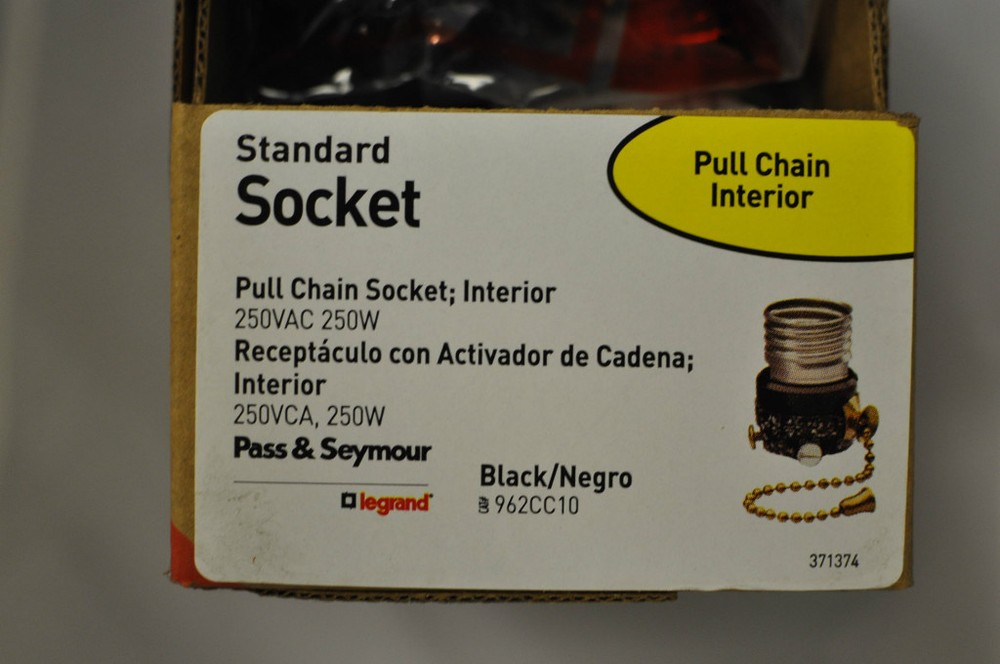 Standard
Socket
Pull Chain
Interior
Pull Chain Socket; Interior
250VAC 250W
Receptáculo con Activador de Cadena;
Interior
250VCA, 250W
Pass & Seymour
legrand
Black/Negro
962CC10
371374